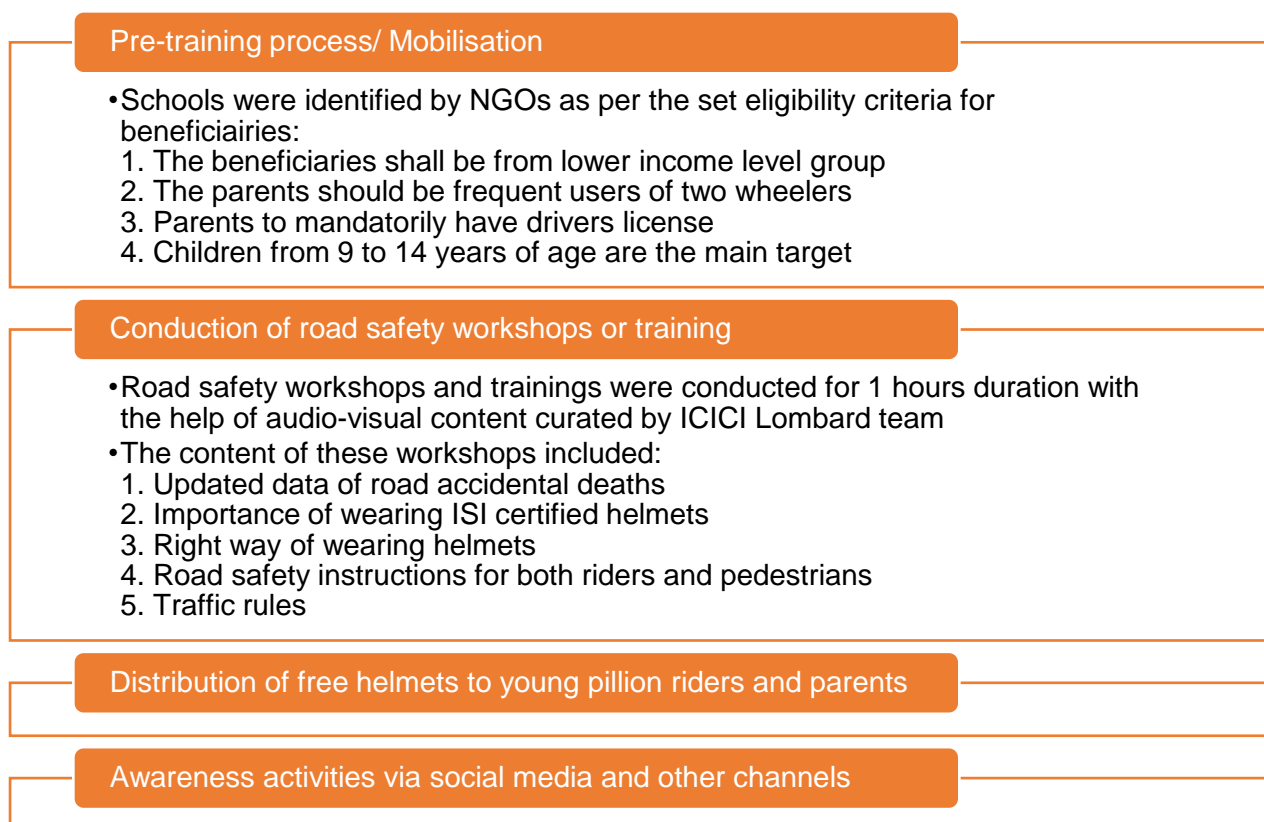 Pre-training process/ Mobilisation
•Schools were identified by NGOs as per the set eligibility criteria for
beneficiairies:
1. The beneficiaries shall be from lower income level group
2. The parents should be frequent users of two wheelers
3. Parents to mandatorily have drivers license
4. Children from 9 to 14 years of age are the main target
Conduction of road safety workshops or training
•Road safety workshops and trainings were conducted for 1 hours duration with
the help of audio-visual content curated by ICICI Lombard team
•The content of these workshops included:
1. Updated data of road accidental deaths
2. Importance of wearing ISI certified helmets
3. Right way of wearing helmets
4. Road safety instructions for both riders and pedestrians
5. Traffic rules
Distribution of free helmets to young pillion riders and parents
Awareness activities via social media and other channels